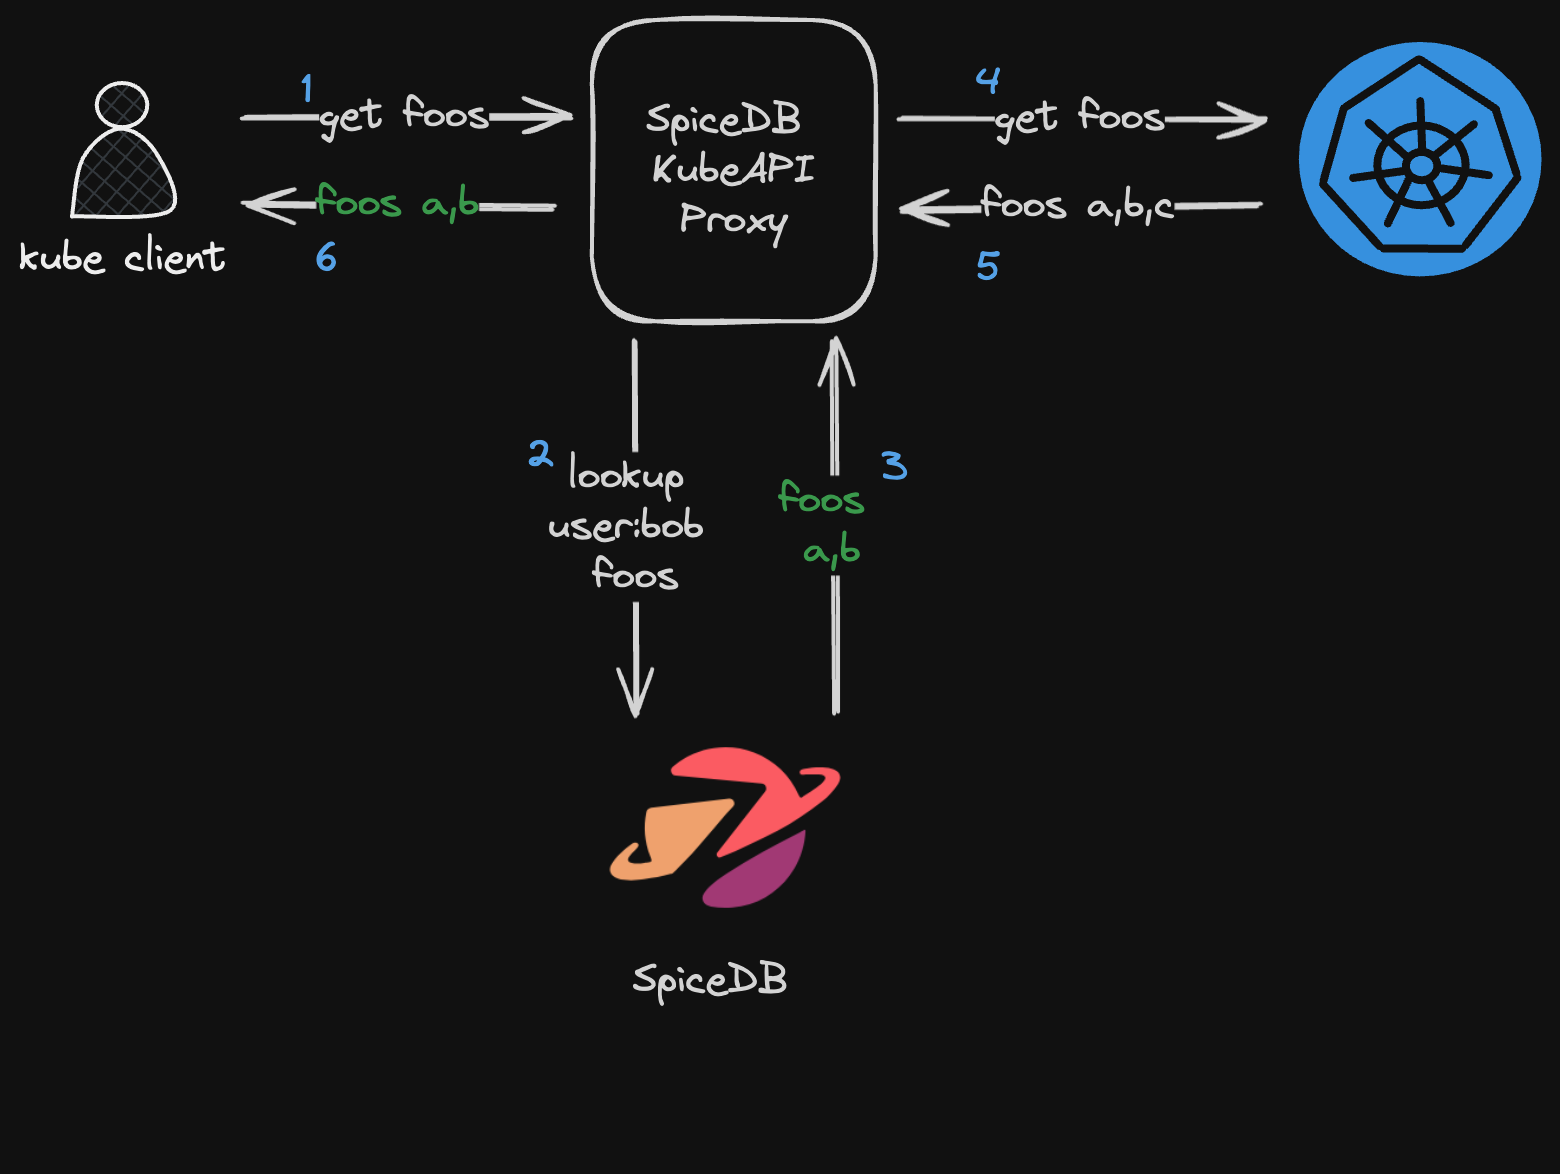 1
get foos
foos a,b
6
kube client
SpiceDB
KubeAPI
Proxy
4
get foos
foos a,b,c
5
2
lookup
user:bob
foos
3
foos
a,b
SpiceDB